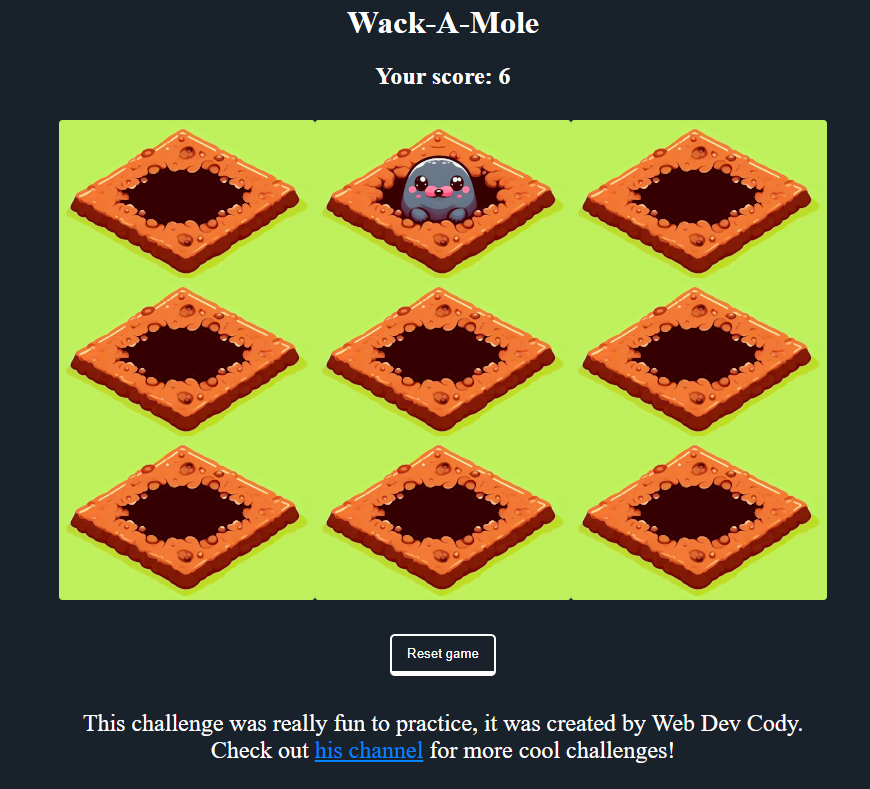 Wack-A-Mole
Your score: 6
Reset game
This challenge was really fun to practice, it was created by Web Dev Cody.
Check out his channel for more cool challenges!